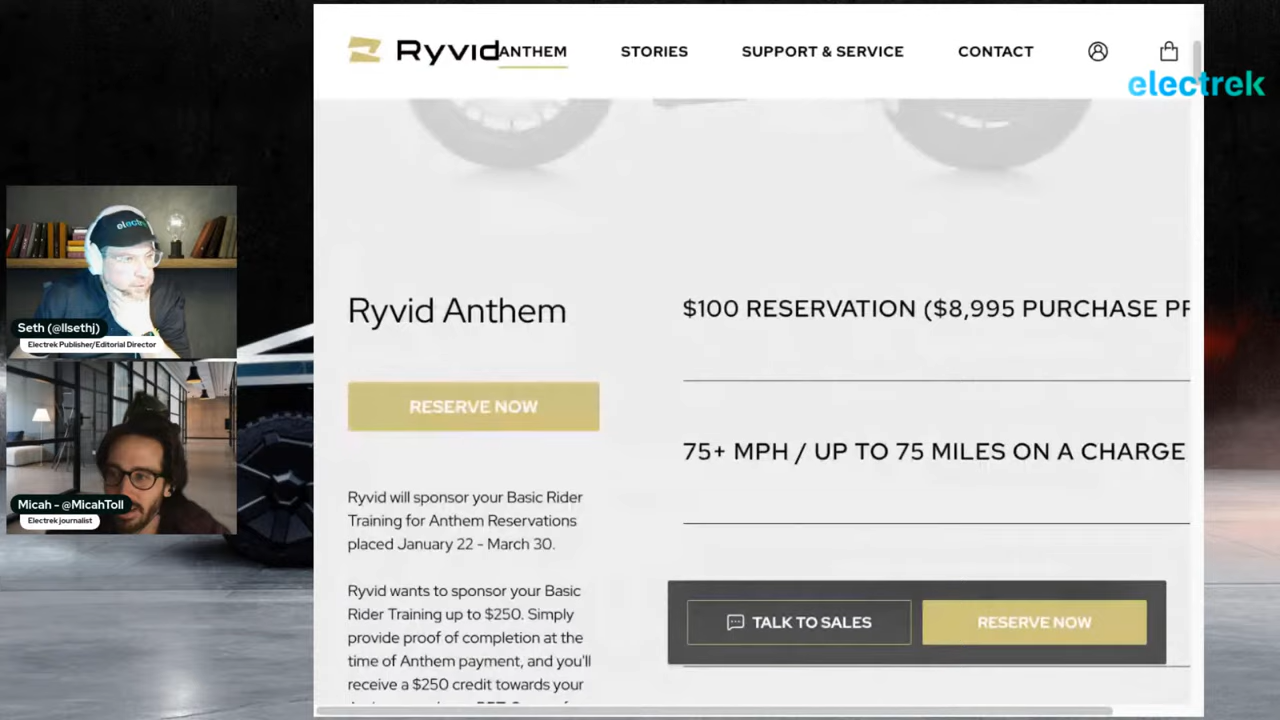 Ryvid
ANTHEM
STORIES
SUPPORT & SERVICE
CONTACT
electrek
electr
Seth (@llsethj)
Electrek Publisher/Editorial Director
Micah - @MicahToll
Electrek journalist
Ryvid Anthem
RESERVE NOW
Ryvid will sponsor your Basic Rider
Training for Anthem Reservations
placed January 22 - March 30.
Ryvid wants to sponsor your Basic
Rider Training up to $250. Simply
provide proof of completion at the
time of Anthem payment, and you'll
receive a $250 credit towards your
$100 RESERVATION ($8,995 PURCHASE PR
75+ MPH / UP TO 75 MILES ON A CHARGE
TALK TO SALES
RESERVE NOW